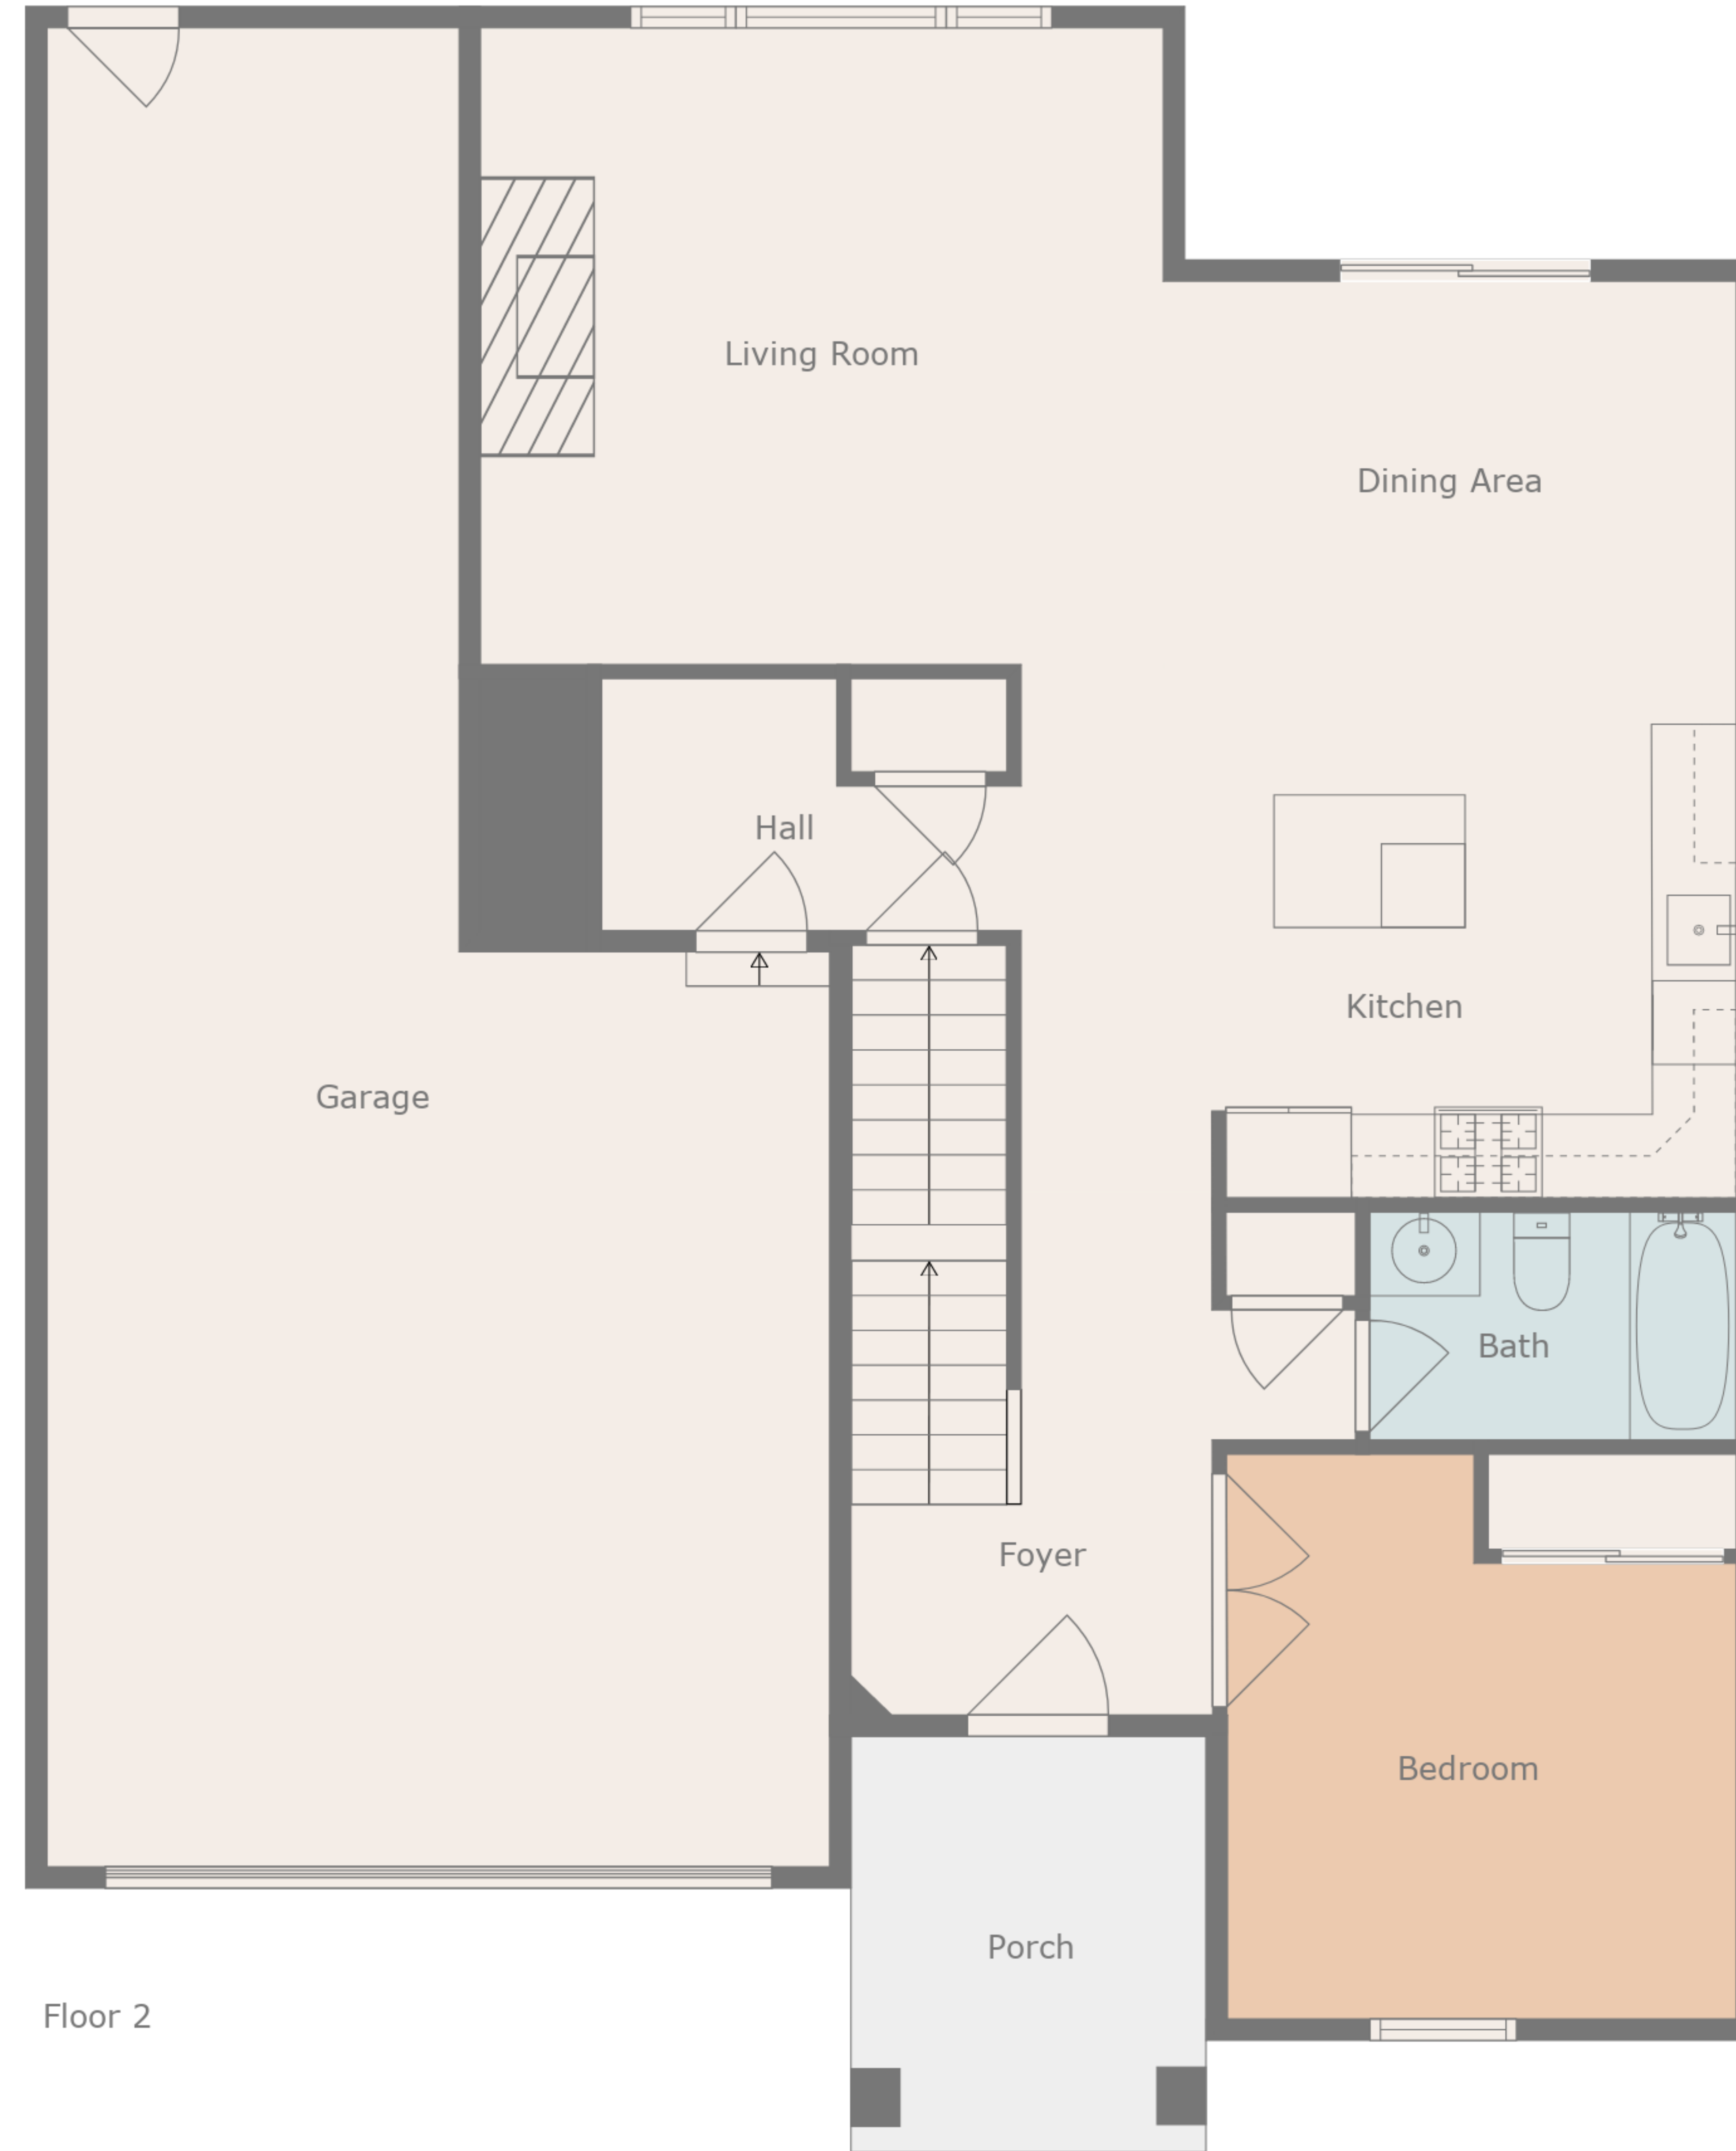 Living Room
Dining Area
Hall
Kitchen
Garage
Bath
Foyer
Bedroom
Porch
Floor 2